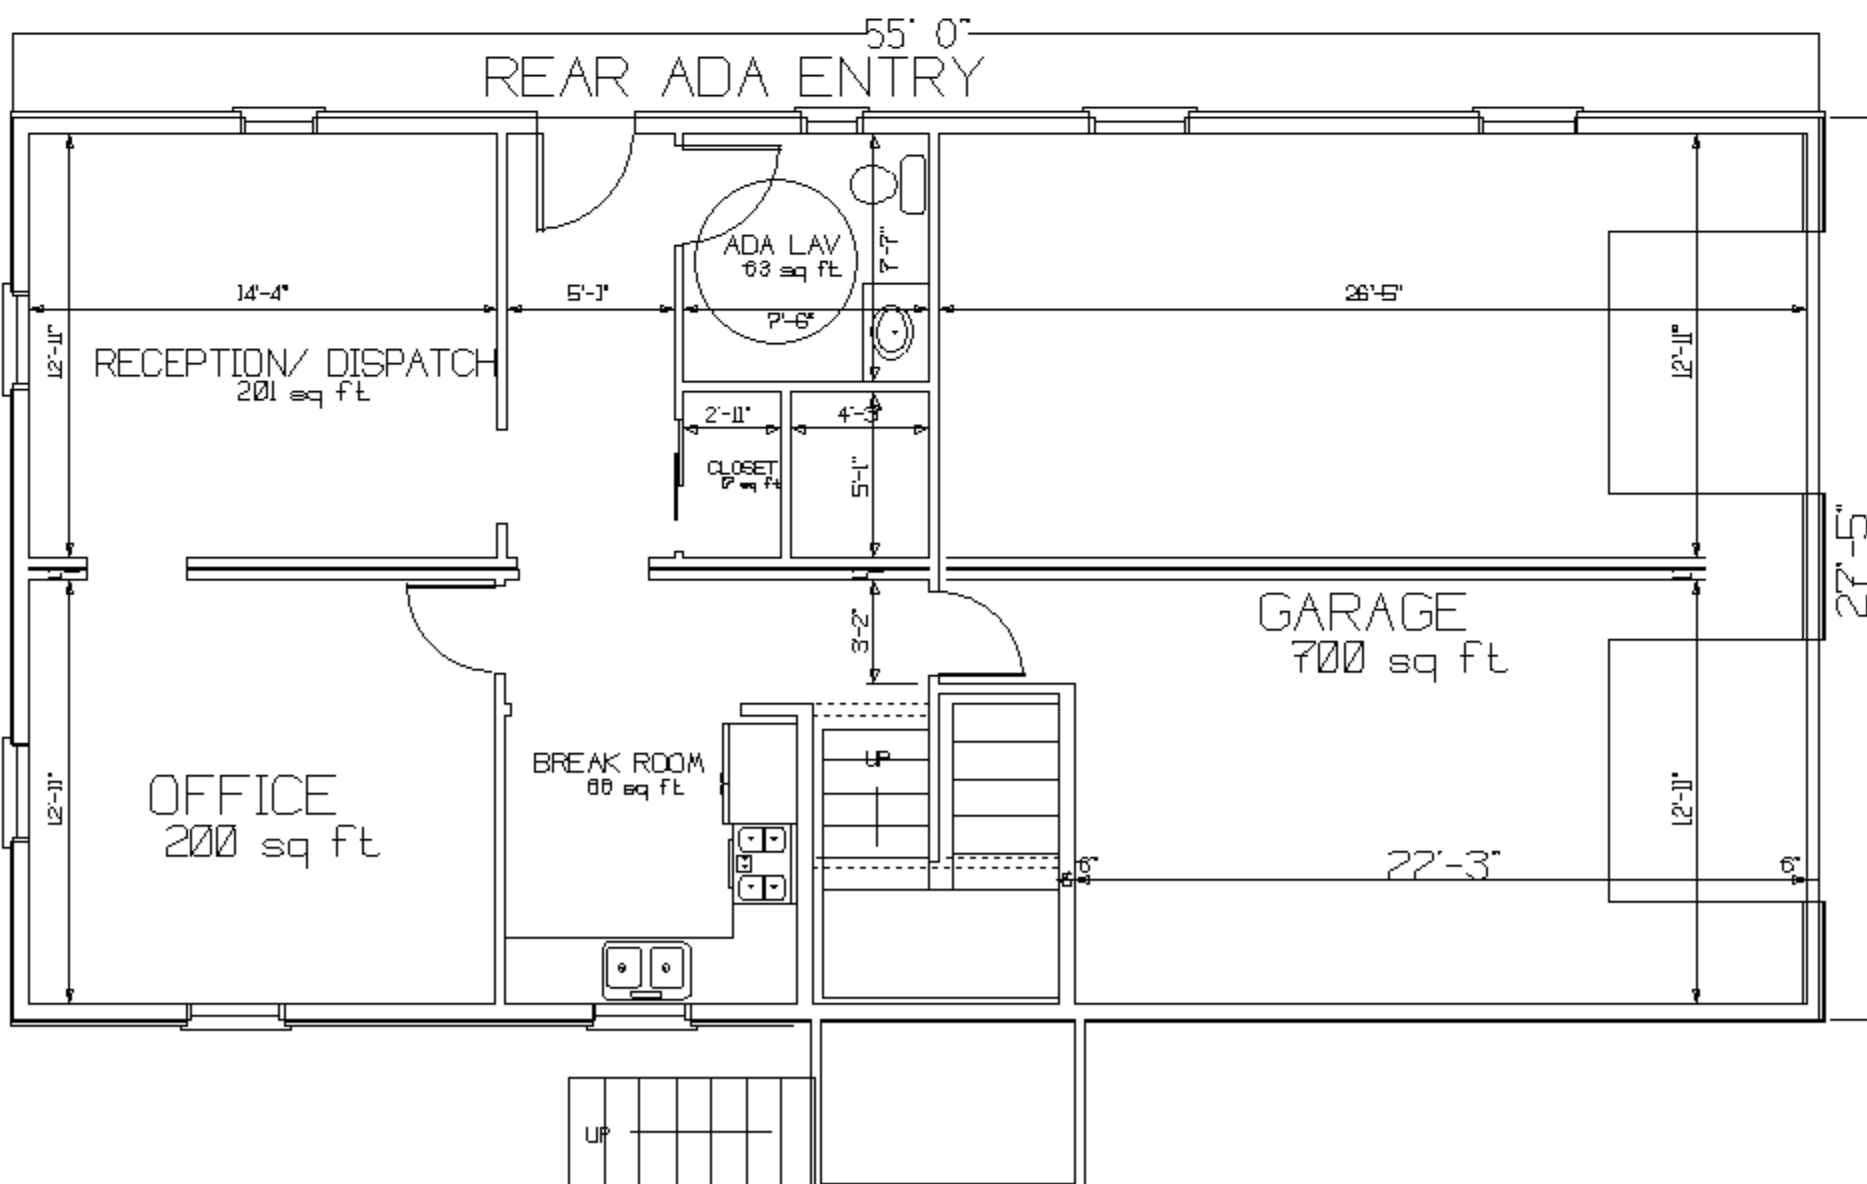 55' 0"
REAR ADA ENTRY
ADA LAV
63 sq ft
7'-7"
14'-4"
5'-1"
7'-6"
26'-5"
12'-11"
RECEPTION/ DISPATCH
201 sq ft
12'-11"
2'-11"
4'-3"
CLOSET
sq ft
5'-1"
27'-5"
3'-2"
GARAGE
700 sq ft
BREAK ROOM
66 sq ft
UP
OFFICE
200 sq ft
12'-11"
12'-11"
6"
22'-3"
6"
UP